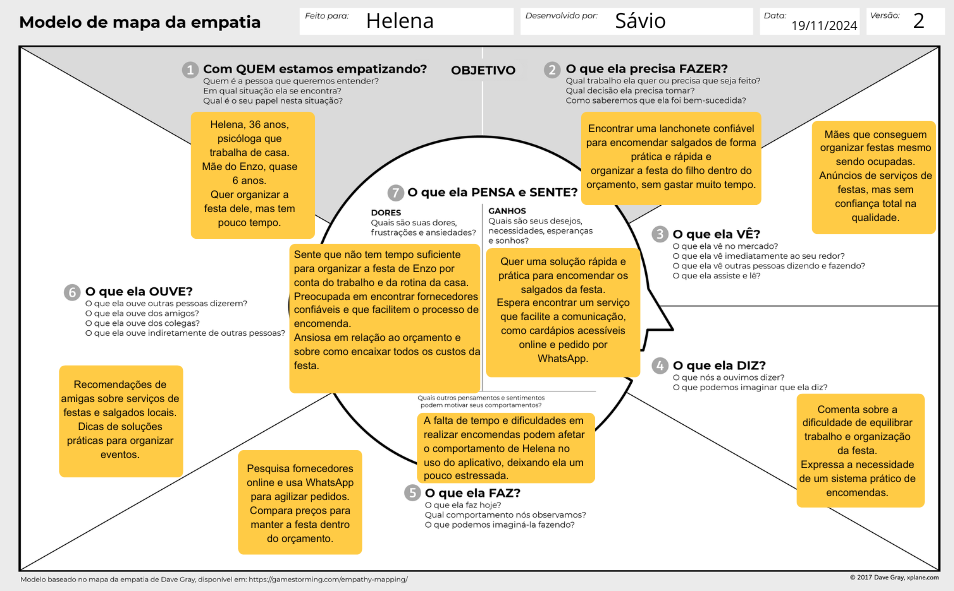 Modelo de mapa da empatia
Feito para:
Helena
Desenvolvido por:
Sávio
Data:
19/11/2024
Versão:
2
1 Com QUEM estamos empatizando?
Quem é a pessoa que queremos entender?
Em qual situação ela se encontra?
Qual é o seu papel nesta situação?
OBJETIVO
2 O que ela precisa FAZER?
Qual trabalho ela quer ou precisa que seja feito?
Qual decisão ela precisa tomar?
Como saberemos que ela foi bem-sucedida?
Helena, 36 anos,
psicóloga que
trabalha de casa.
Mãe do Enzo, quase
6 anos.
Quer organizar a
festa dele, mas tem
pouco tempo.
Encontrar uma lanchonete confiável
para encomendar salgados de forma
prática e rápida e
organizar a festa do filho dentro do
orçamento, sem gastar muito tempo.
Mães que conseguem
organizar festas mesmo
sendo ocupadas.
Anúncios de serviços de
festas, mas sem
confiança total na
qualidade.
3 O que ela VÊ?
O que ela vê no mercado?
O que ela vê imediatamente ao seu redor?
O que ela vê outras pessoas dizendo e fazendo?
O que ela assiste e lê?
7 O que ela PENSA e SENTE?
DORES
Quais são suas dores,
frustrações e ansiedades?
GANHOS
Quais são seus desejos,
necessidades, esperanças
e sonhos?
Sente que não tem tempo suficiente
para organizar a festa de Enzo por
conta do trabalho e da rotina da casa.
Preocupada em encontrar fornecedores
confiáveis e que facilitem o processo de
encomenda.
Ansiosa em relação ao orçamento e
sobre como encaixar todos os custos da
festa.
Quer uma solução rápida e
prática para encomendar os
salgados da festa.
Espera encontrar um serviço
que facilite a comunicação,
como cardápios acessíveis
online e pedido por
WhatsApp.
6 O que ela OUVE?
O que ela ouve outras pessoas dizerem?
O que ela ouve dos amigos?
O que ela ouve dos colegas?
O que ela ouve indiretamente de outras pessoas?
Recomendações de
amigas sobre serviços de
festas e salgados locais.
Dicas de soluções
práticas para organizar
eventos.
4 O que ela DIZ?
O que nós a ouvimos dizer?
O que podemos imaginar que ela diz?
Comenta sobre a
dificuldade de equilibrar
trabalho e organização
da festa.
Expressa a necessidade
de um sistema prático de
encomendas.
Quais outros pensamentos e sentimentos
podem motivar seus comportamentos?
A falta de tempo e dificuldades em
realizar encomendas podem afetar
o comportamento de Helena no
uso do aplicativo, deixando ela um
pouco estressada.
Pesquisa fornecedores
online e usa WhatsApp
para agilizar pedidos.
Compara preços para
manter a festa dentro
do orçamento.
5 O que ela FAZ?
O que ela faz hoje?
Qual comportamento nós observamos?
O que podemos imaginá-la fazendo?
Modelo baseado no mapa da empatia de Dave Gray, disponível em: https://gamestorming.com/empathy-mapping/
© 2017 Dave Gray, xplane.com